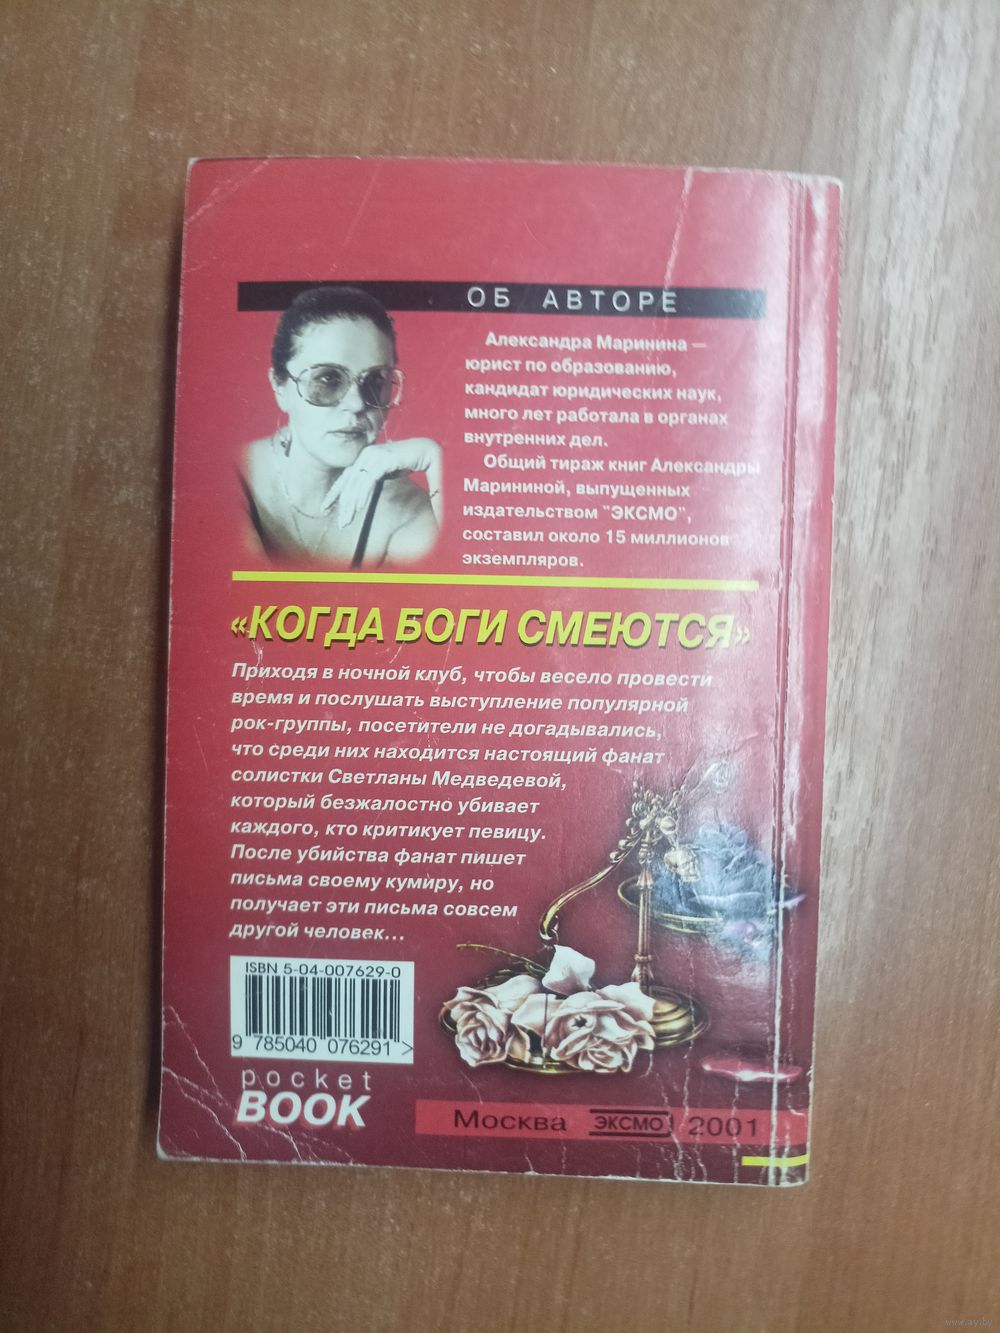 ОБ АВТОРЕ
Александра Маринина —
юрист по образованию,
кандидат юридических наук,
много лет работала в органах
внутренних дел.
Общий тираж книг Александры
Марининой, выпущенных
издательством "ЭКСМО",
составил около 15 миллионов
экземпляров.
«КОГДА БОГИ СМЕЮТСЯ»
Приходя в ночной клуб, чтобы весело провести
время и послушать выступление популярной
рок-группы, посетители не догадывались,
что среди них находится настоящий фанат
солистки Светланы Медведевой,
который безжалостно убивает
каждого, кто критикует певицу.
После убийства фанат пишет
письма своему кумиру, но
получает эти письма совсем
другой человек...
ISBN 5-04-007629-0
9 785040 076291 >
pocket
BOOK
Москва ЭКСМО 2001
www.ay.by